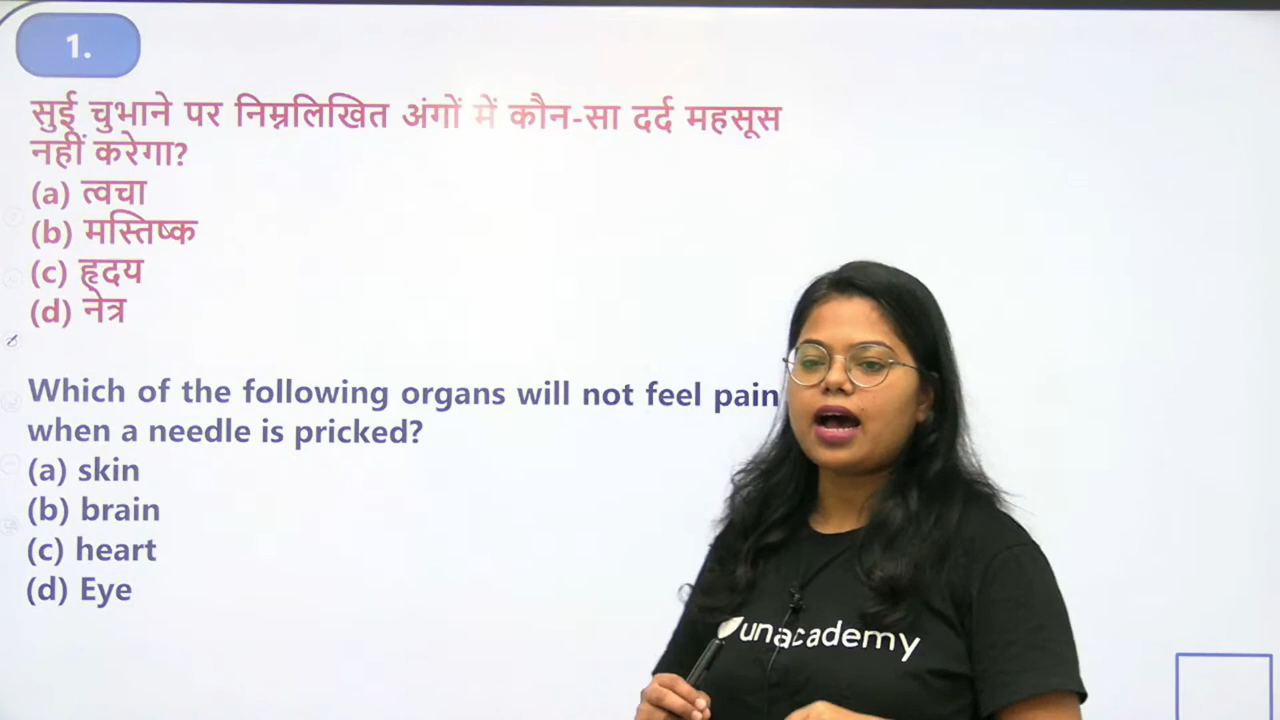 1.
सुई चुभाने पर निम्नलिखित अंगों में कौन-सा दर्द महसूस
नहीं करेगा?
(a) त्वचा
(b) मस्तिष्क
(c) हृदय
(d) नेत्र
Which of the following organs will not feel pain
when a needle is pricked?
(a) skin
(b) brain
(c) heart
(d) Eye
unacademy